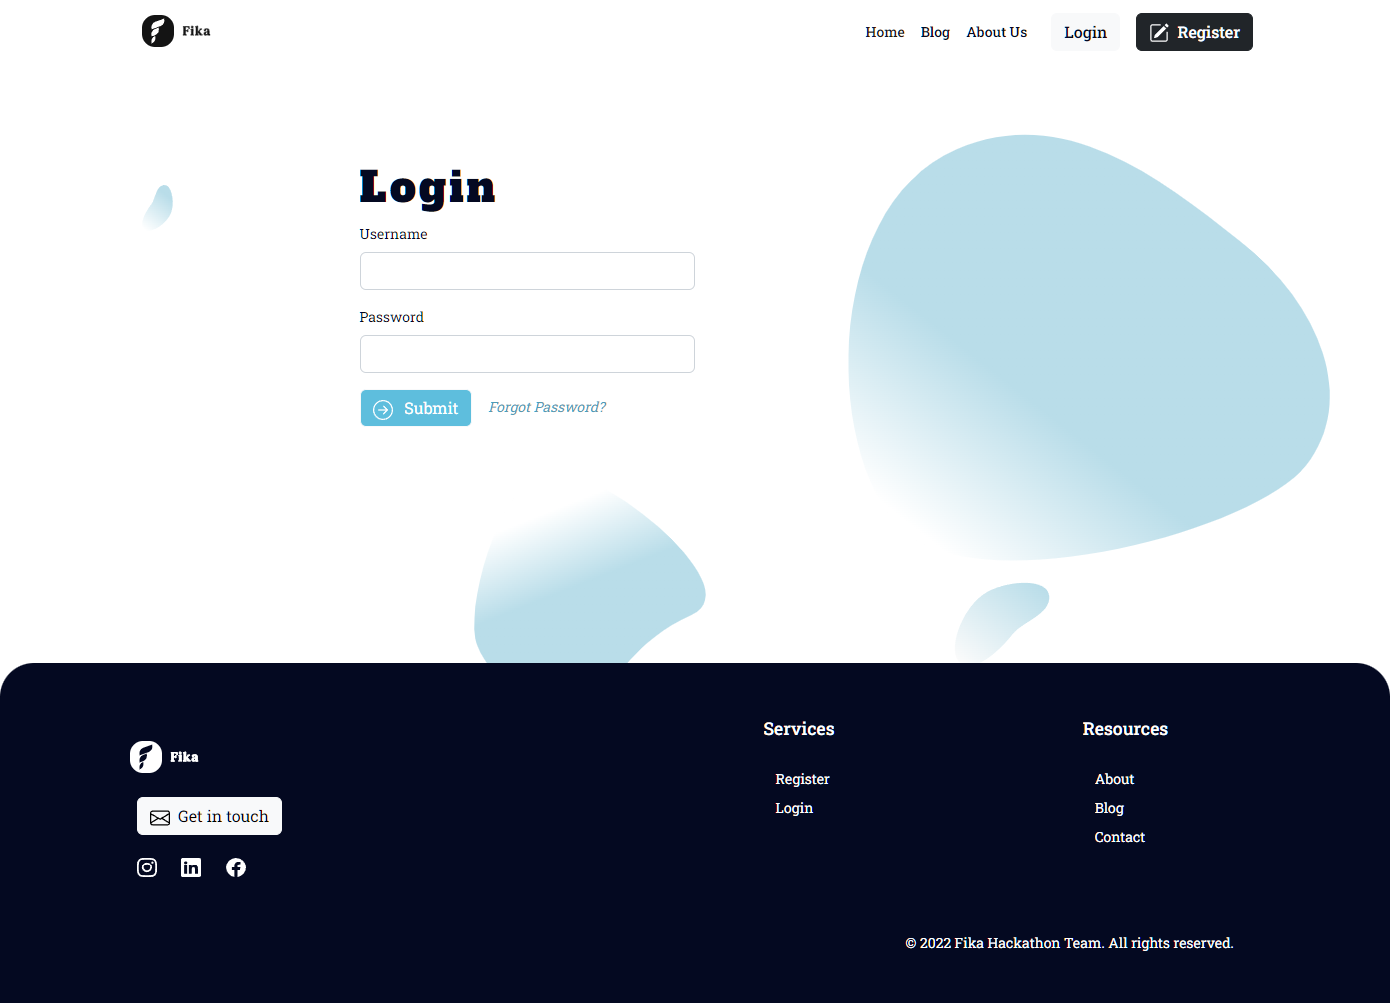 Fika
Home Blog About Us Login Register
Login
Username
Password
Submit Forgot Password?
Fika
Get in touch
Services
Register
Login
Resources
About
Blog
Contact
© 2022 Fika Hackathon Team. All rights reserved.